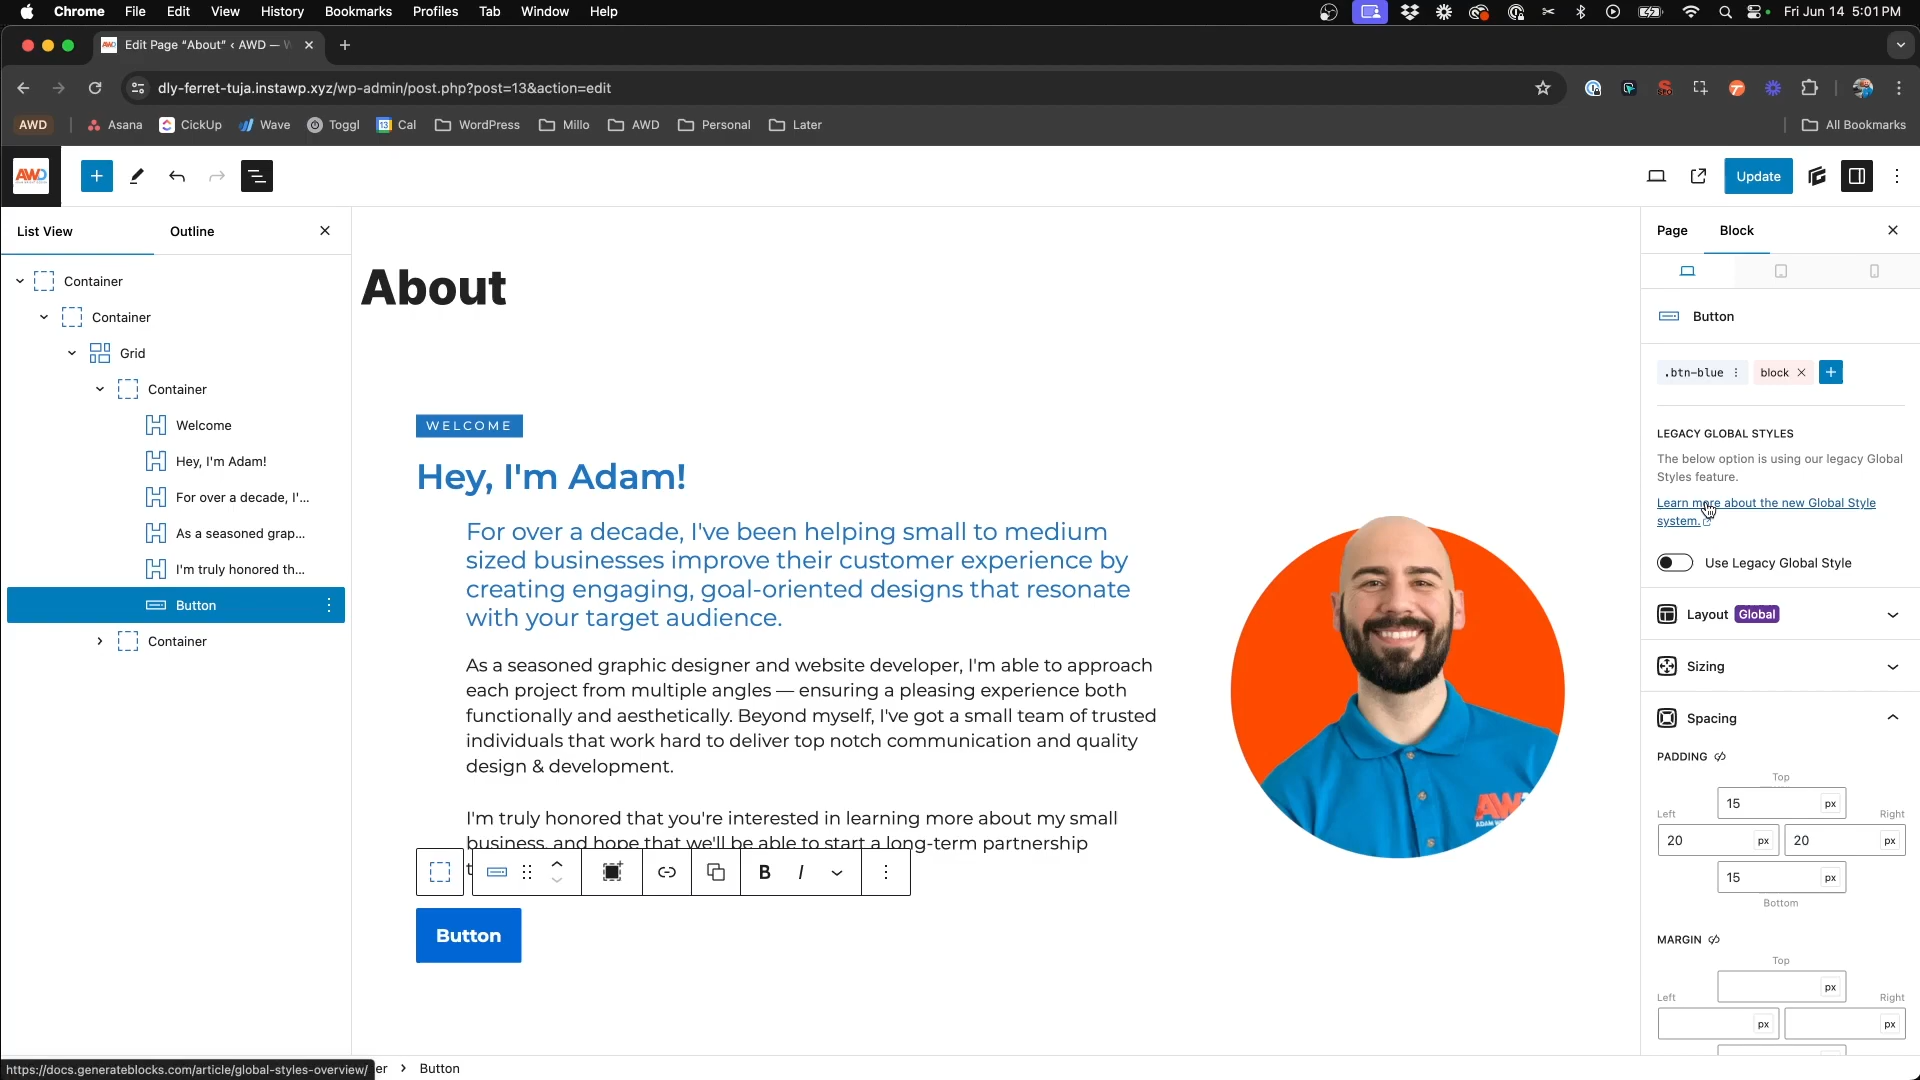 Chrome File Edit View History Bookmarks Profiles Tab Window Help
Fri Jun 14 5:01 PM
Edit Page “About” ‹ AWD — W
dly-ferret-tuja.instawp.xyz/wp-admin/post.php?post=13&action=edit
AWD Asana ClickUp Wave Toggl Cal WordPress Millo AWD Personal Later All Bookmarks
AWD
Update
List View Outline
Container
Container
Grid
Container
Welcome
Hey, I'm Adam!
For over a decade, I'...
As a seasoned grap...
I'm truly honored th...
Button
Container
About
WELCOME
Hey, I'm Adam!
For over a decade, I've been helping small to medium
sized businesses improve their customer experience by
creating engaging, goal-oriented designs that resonate
with your target audience.
As a seasoned graphic designer and website developer, I'm able to approach
each project from multiple angles — ensuring a pleasing experience both
functionally and aesthetically. Beyond myself, I've got a small team of trusted
individuals that work hard to deliver top notch communication and quality
design & development.
I'm truly honored that you're interested in learning more about my small
business, and hope that we'll be able to start a long-term partnership
B I
Button
AWD
Page Block
Button
.btn-blue block
LEGACY GLOBAL STYLES
The below option is using our legacy Global
Styles feature.
Learn more about the new Global Style
system.
Use Legacy Global Style
Layout Global
Sizing
Spacing
PADDING
Top
15 px
Left Right
20 px 20 px
15 px
Bottom
MARGIN
Top
px
Left Right
px px
https://docs.generateblocks.com/article/global-styles-overview/
er › Button